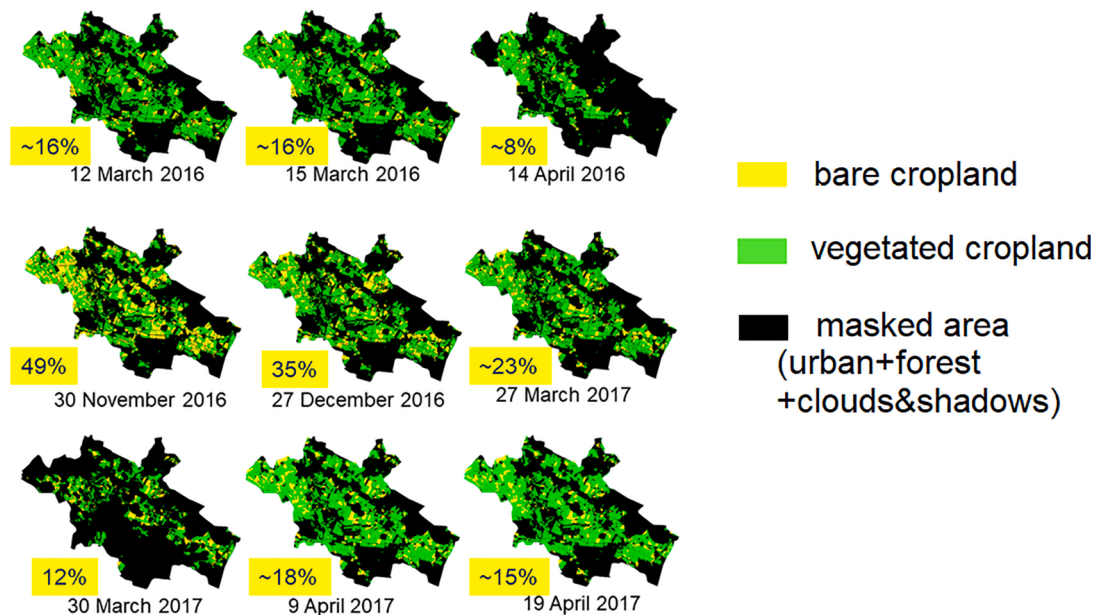 ~16%
12 March 2016
~16%
15 March 2016
~8%
14 April 2016
49%
30 November 2016
35%
27 December 2016
~23%
27 March 2017
12%
30 March 2017
~18%
9 April 2017
~15%
19 April 2017
bare cropland
vegetated cropland
masked area
(urban+forest
+clouds&shadows)